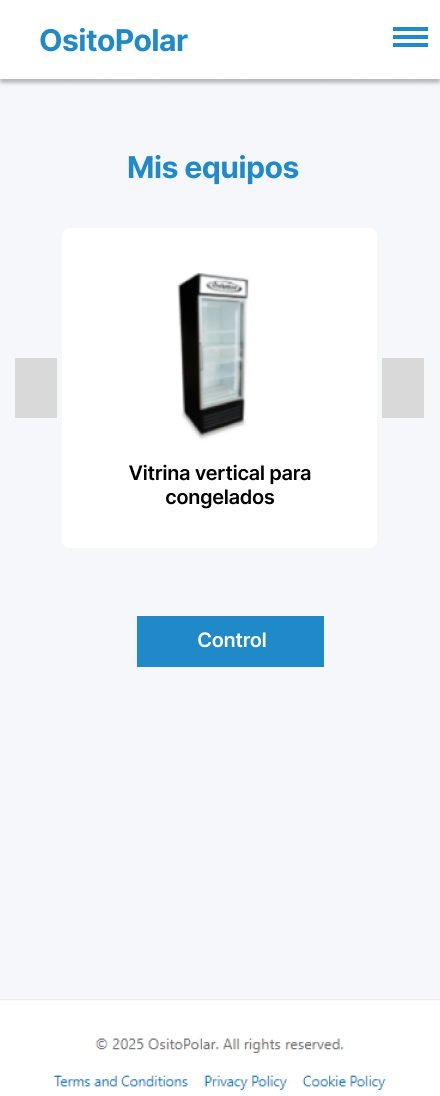 OsitoPolar
Mis equipos
Vitrina vertical para
congelados
Control
© 2025 OsitoPolar. All rights reserved.
Terms and Conditions Privacy Policy Cookie Policy